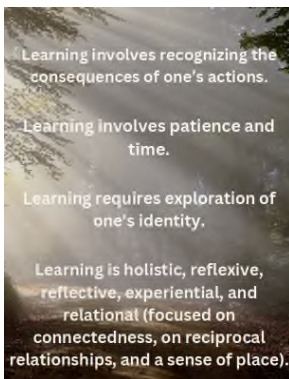 Learning involves recognizing the
consequences of one's actions.
Learning involves patience and
time.
Learning requires exploration of
one's identity.
Learning is holistic, reflexive,
reflective, experiential, and
relational (focused on
connectedness, on reciprocal
relationships, and a sense of place).